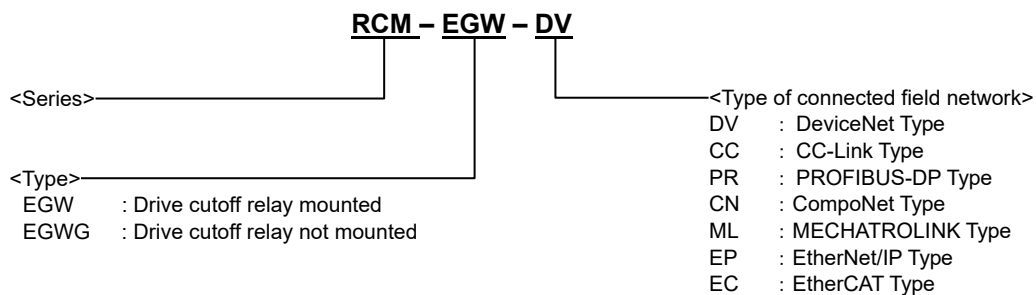 RCM – EGW – DV
<Series>
<Type>
EGW : Drive cutoff relay mounted
EGWG : Drive cutoff relay not mounted
<Type of connected field network>
DV : DeviceNet Type
CC : CC-Link Type
PR : PROFIBUS-DP Type
CN : CompoNet Type
ML : MECHATROLINK Type
EP : EtherNet/IP Type
EC : EtherCAT Type